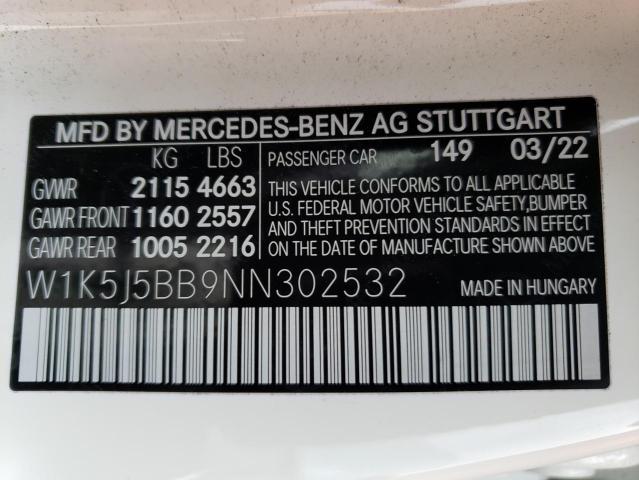 MFD BY MERCEDES-BENZ AG STUTTGART
KG LBS
PASSENGER CAR 149 03/22
GVWR 2115 4663
GAWR FRONT 1160 2557
GAWR REAR 1005 2216
THIS VEHICLE CONFORMS TO ALL APPLICABLE
U.S. FEDERAL MOTOR VEHICLE SAFETY,BUMPER
AND THEFT PREVENTION STANDARDS IN EFFECT
ON THE DATE OF MANUFACTURE SHOWN ABOVE.
W1K5J5BB9NN302532
MADE IN HUNGARY